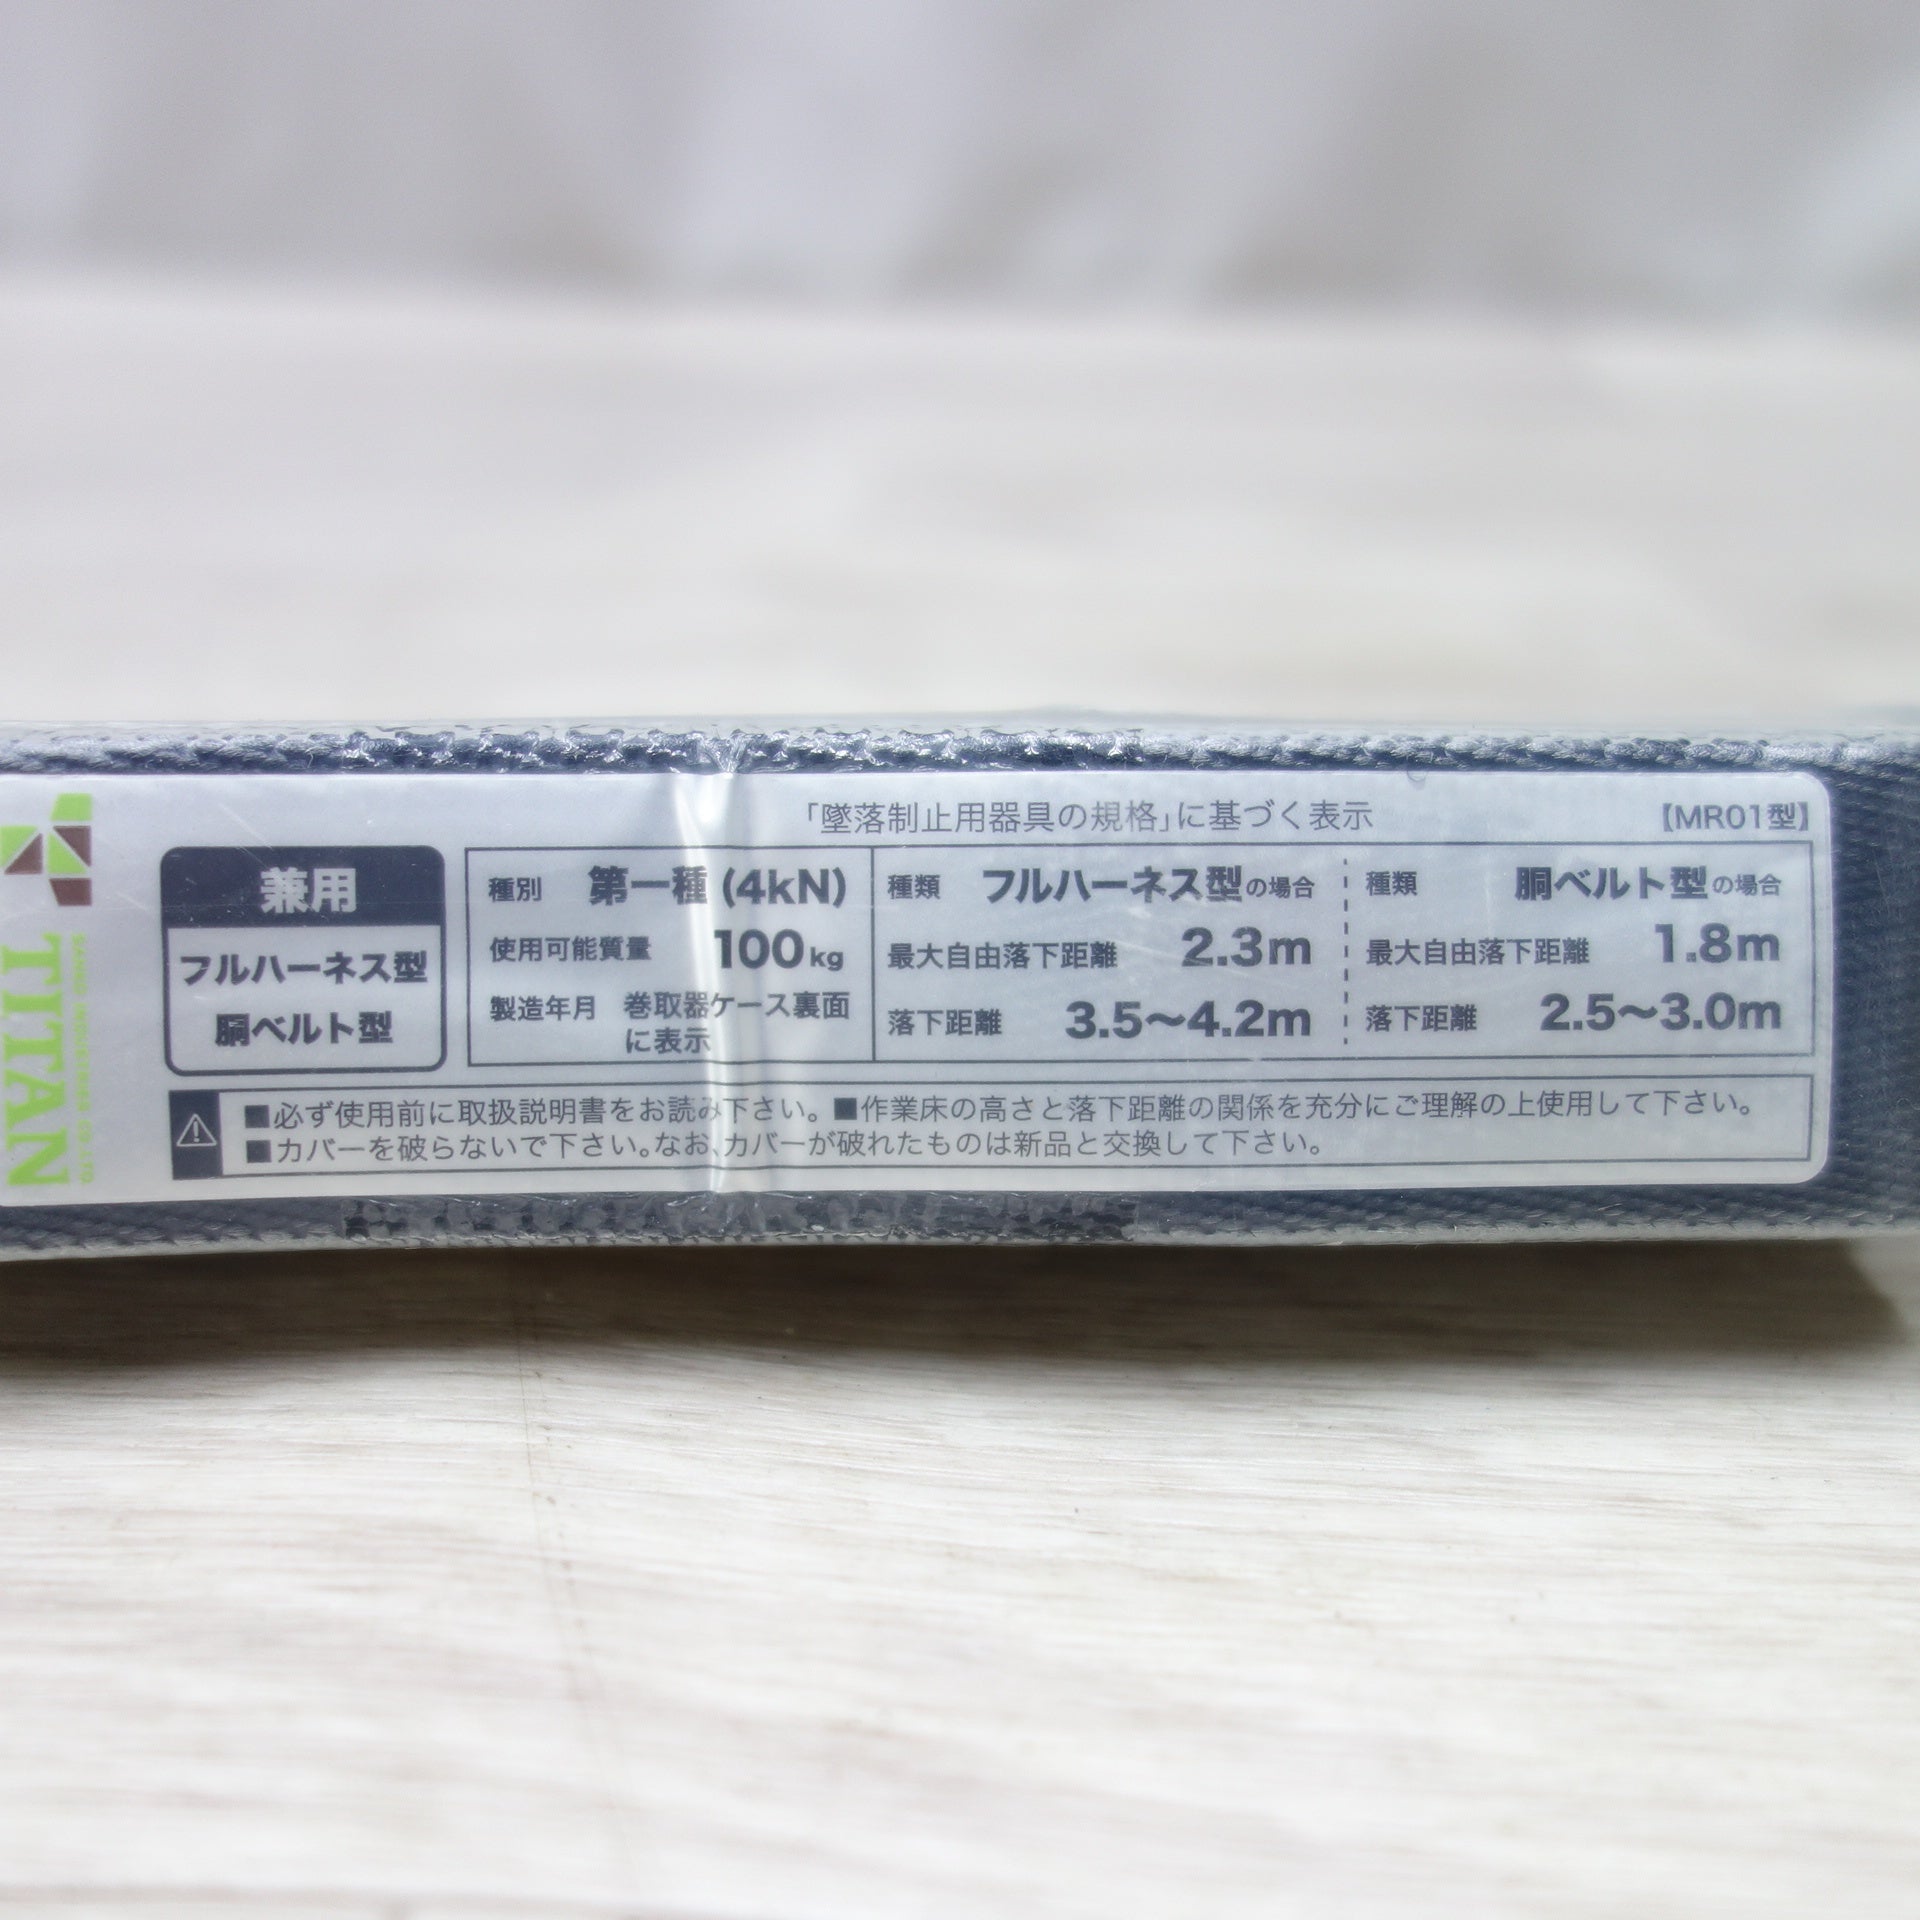 「墜落制止用器具の規格」に基づく表示 【MR01型】
TITAN
兼用
フルハーネス型
胴ベルト型
種別 第一種 (4kN)
使用可能質量 100kg
製造年月 巻取器ケース裏面
に表示
種類 フルハーネス型の場合
最大自由落下距離 2.3m
落下距離 3.5〜4.2m
種類 胴ベルト型の場合
最大自由落下距離 1.8m
落下距離 2.5〜3.0m
■必ず使用前に取扱説明書をお読み下さい。■作業床の高さと落下距離の関係を充分にご理解の上使用して下さい。
■カバーを破らないで下さい。なお、カバーが破れたものは新品と交換して下さい。